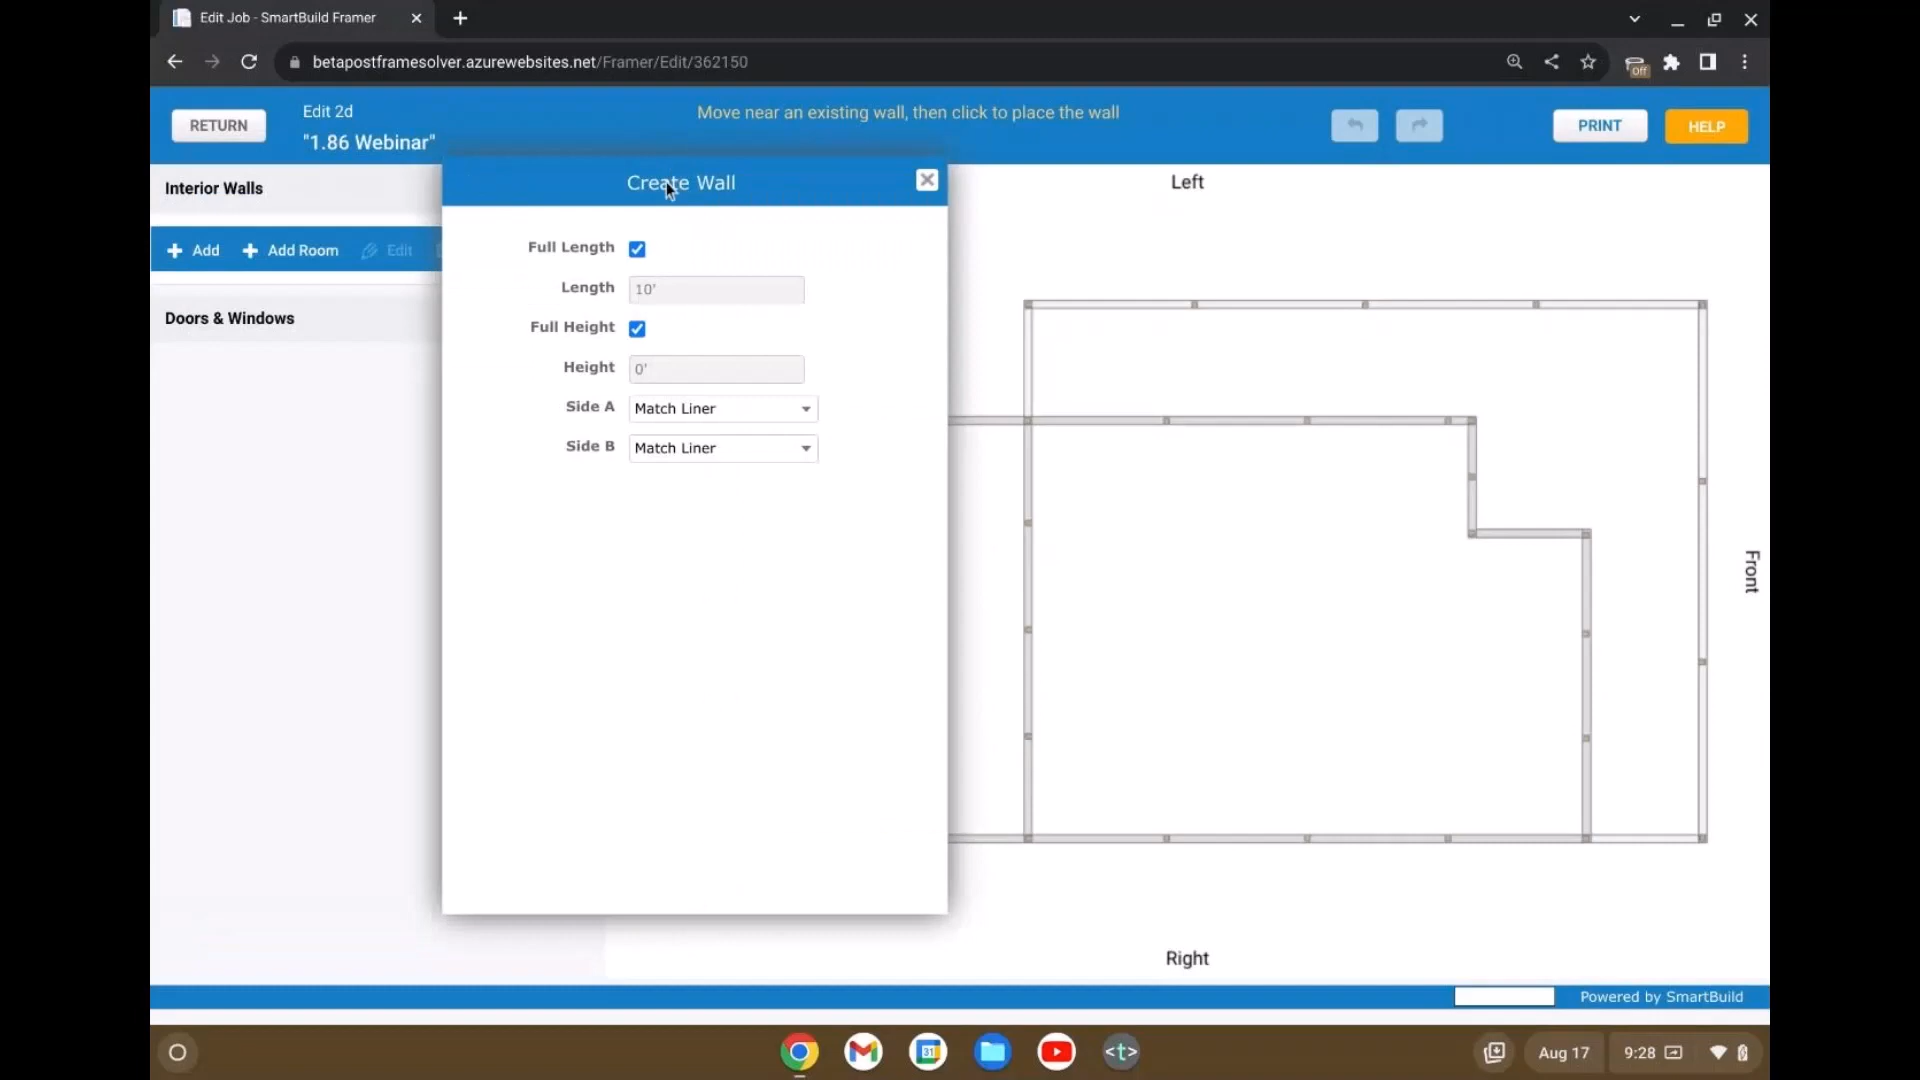 Edit Job - SmartBuild Framer
betapostframesolver.azurewebsites.net/Framer/Edit/362150
Off
RETURN
Edit 2d
"1.86 Webinar"
Move near an existing wall, then click to place the wall
PRINT
HELP
Interior Walls
Add
Add Room
Edit
Doors & Windows
Create Wall
Full Length
Length 10'
Full Height
Height 0'
Side A Match Liner
Side B Match Liner
Left
Front
Right
Powered by SmartBuild
31
<t>
Aug 17
9:28